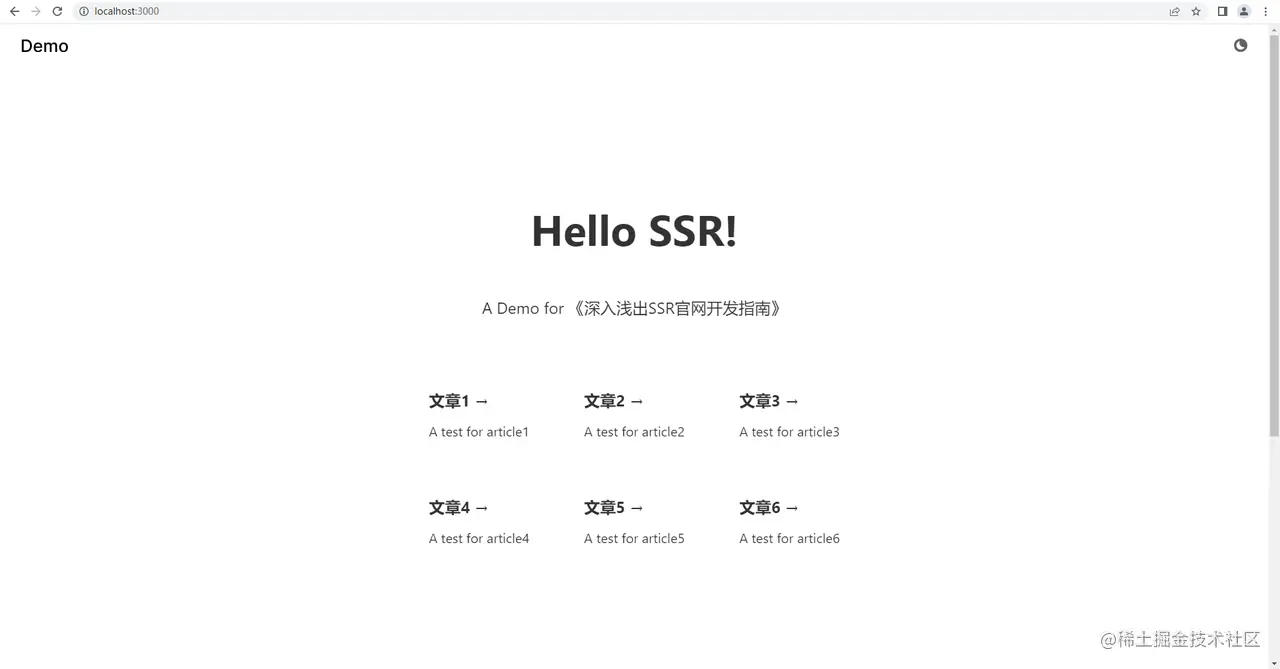 localhost:3000
Demo
Hello SSR!
A Demo for 《深入浅出SSR官网开发指南》
文章1 → 文章2 → 文章3 →
A test for article1 A test for article2 A test for article3
文章4 → 文章5 → 文章6 →
A test for article4 A test for article5 A test for article6
@稀土掘金技术社区